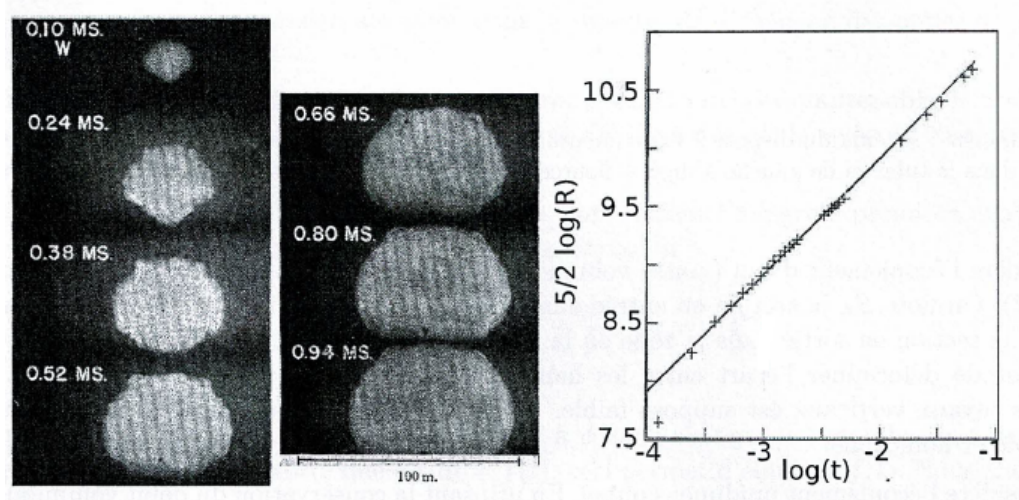 0.10 MS.
W
0.24 MS.
0.38 MS.
0.52 MS.
0.66 MS.
0.80 MS.
0.94 MS.
100 m.
5/2 log(R)
10.5
9.5
8.5
7.5
-4
-3
-2
-1
log(t)